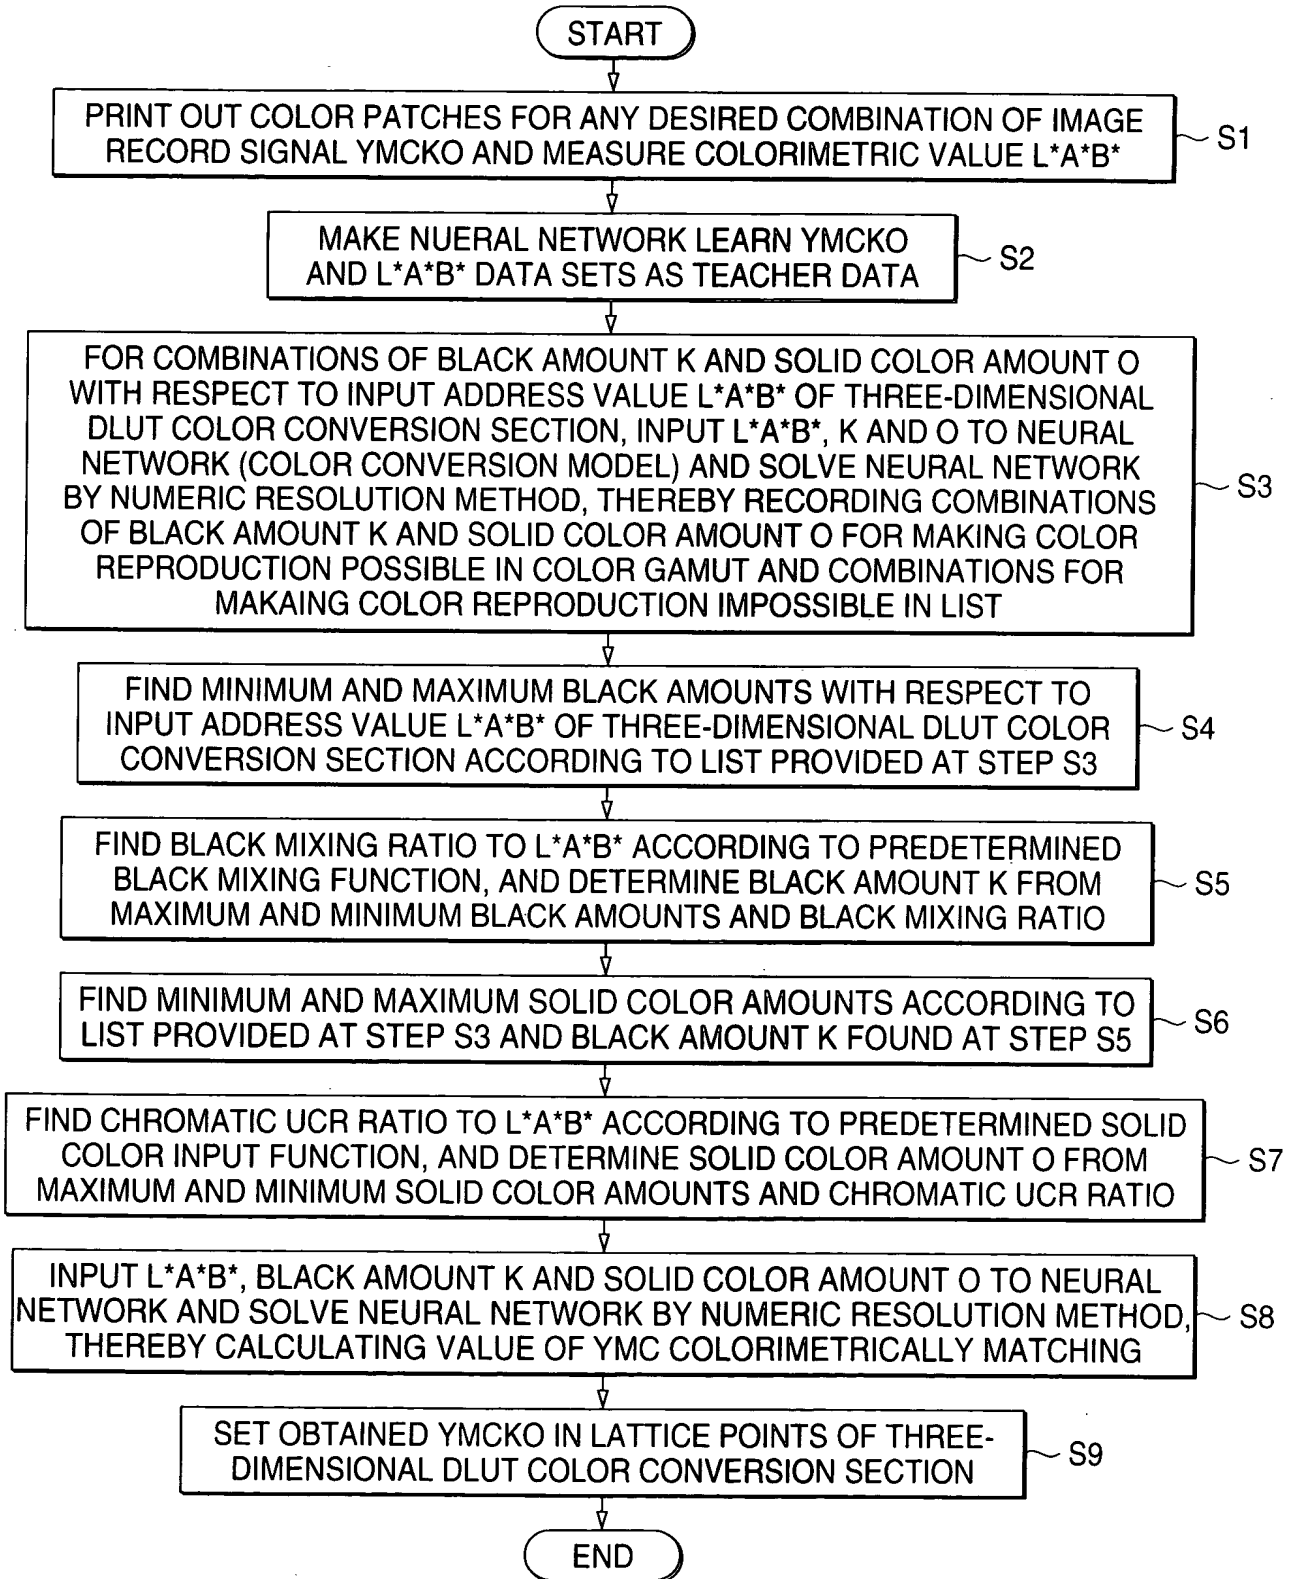 START
PRINT OUT COLOR PATCHES FOR ANY DESIRED COMBINATION OF IMAGE
RECORD SIGNAL YMCKO AND MEASURE COLORIMETRIC VALUE L*A*B*
S1
MAKE NUERAL NETWORK LEARN YMCKO
AND L*A*B* DATA SETS AS TEACHER DATA
S2
FOR COMBINATIONS OF BLACK AMOUNT K AND SOLID COLOR AMOUNT O
WITH RESPECT TO INPUT ADDRESS VALUE L*A*B* OF THREE-DIMENSIONAL
DLUT COLOR CONVERSION SECTION, INPUT L*A*B*, K AND O TO NEURAL
NETWORK (COLOR CONVERSION MODEL) AND SOLVE NEURAL NETWORK
BY NUMERIC RESOLUTION METHOD, THEREBY RECORDING COMBINATIONS
OF BLACK AMOUNT K AND SOLID COLOR AMOUNT O FOR MAKING COLOR
REPRODUCTION POSSIBLE IN COLOR GAMUT AND COMBINATIONS FOR
MAKAING COLOR REPRODUCTION IMPOSSIBLE IN LIST
S3
FIND MINIMUM AND MAXIMUM BLACK AMOUNTS WITH RESPECT TO
INPUT ADDRESS VALUE L*A*B* OF THREE-DIMENSIONAL DLUT COLOR
CONVERSION SECTION ACCORDING TO LIST PROVIDED AT STEP S3
S4
FIND BLACK MIXING RATIO TO L*A*B* ACCORDING TO PREDETERMINED
BLACK MIXING FUNCTION, AND DETERMINE BLACK AMOUNT K FROM
MAXIMUM AND MINIMUM BLACK AMOUNTS AND BLACK MIXING RATIO
S5
FIND MINIMUM AND MAXIMUM SOLID COLOR AMOUNTS ACCORDING TO
LIST PROVIDED AT STEP S3 AND BLACK AMOUNT K FOUND AT STEP S5
S6
FIND CHROMATIC UCR RATIO TO L*A*B* ACCORDING TO PREDETERMINED SOLID
COLOR INPUT FUNCTION, AND DETERMINE SOLID COLOR AMOUNT O FROM
MAXIMUM AND MINIMUM SOLID COLOR AMOUNTS AND CHROMATIC UCR RATIO
S7
INPUT L*A*B*, BLACK AMOUNT K AND SOLID COLOR AMOUNT O TO NEURAL
NETWORK AND SOLVE NEURAL NETWORK BY NUMERIC RESOLUTION METHOD,
THEREBY CALCULATING VALUE OF YMC COLORIMETRICALLY MATCHING
S8
SET OBTAINED YMCKO IN LATTICE POINTS OF THREE-
DIMENSIONAL DLUT COLOR CONVERSION SECTION
S9
END